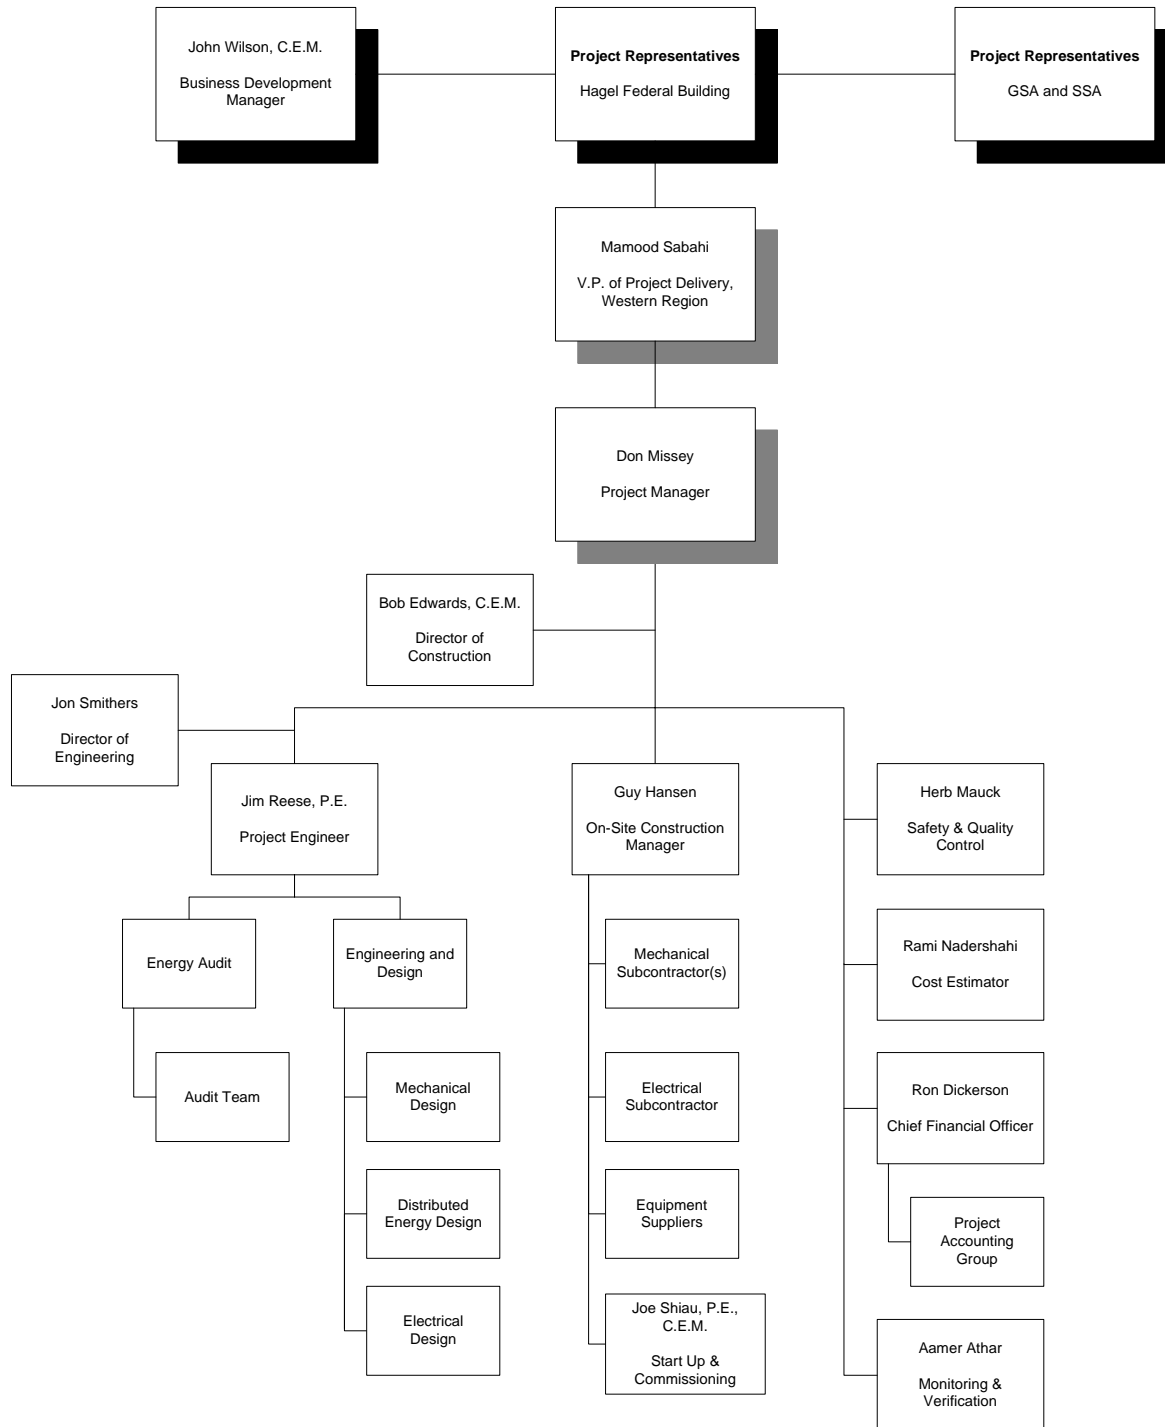 John Wilson, C.E.M.
Business Development
Manager
Project Representatives
Hagel Federal Building
Project Representatives
GSA and SSA
Mamood Sabahi
V.P. of Project Delivery,
Western Region
Don Missey
Project Manager
Bob Edwards, C.E.M.
Director of
Construction
Jon Smithers
Director of
Engineering
Jim Reese, P.E.
Project Engineer
Guy Hansen
On-Site Construction
Manager
Herb Mauck
Safety & Quality
Control
Energy Audit
Engineering and
Design
Mechanical
Subcontractor(s)
Rami Nadershahi
Cost Estimator
Audit Team
Mechanical
Design
Electrical
Subcontractor
Ron Dickerson
Chief Financial Officer
Distributed
Energy Design
Equipment
Suppliers
Project
Accounting
Group
Electrical
Design
Joe Shiau, P.E.,
C.E.M.
Start Up &
Commissioning
Aamer Athar
Monitoring &
Verification